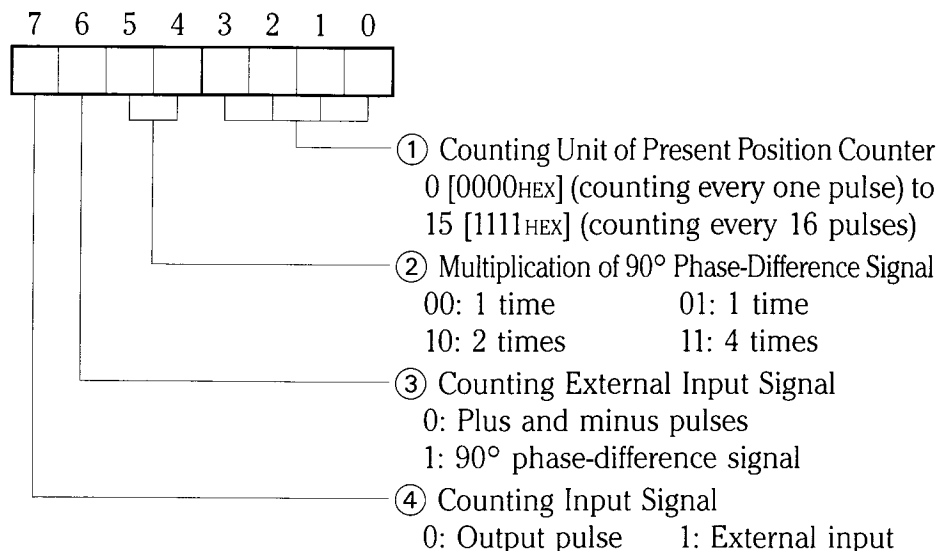 7 6 5 4 3 2 1 0
① Counting Unit of Present Position Counter
0 [0000HEX] (counting every one pulse) to
15 [1111HEX] (counting every 16 pulses)
② Multiplication of 90° Phase-Difference Signal
00: 1 time 01: 1 time
10: 2 times 11: 4 times
③ Counting External Input Signal
0: Plus and minus pulses
1: 90° phase-difference signal
④ Counting Input Signal
0: Output pulse 1: External input